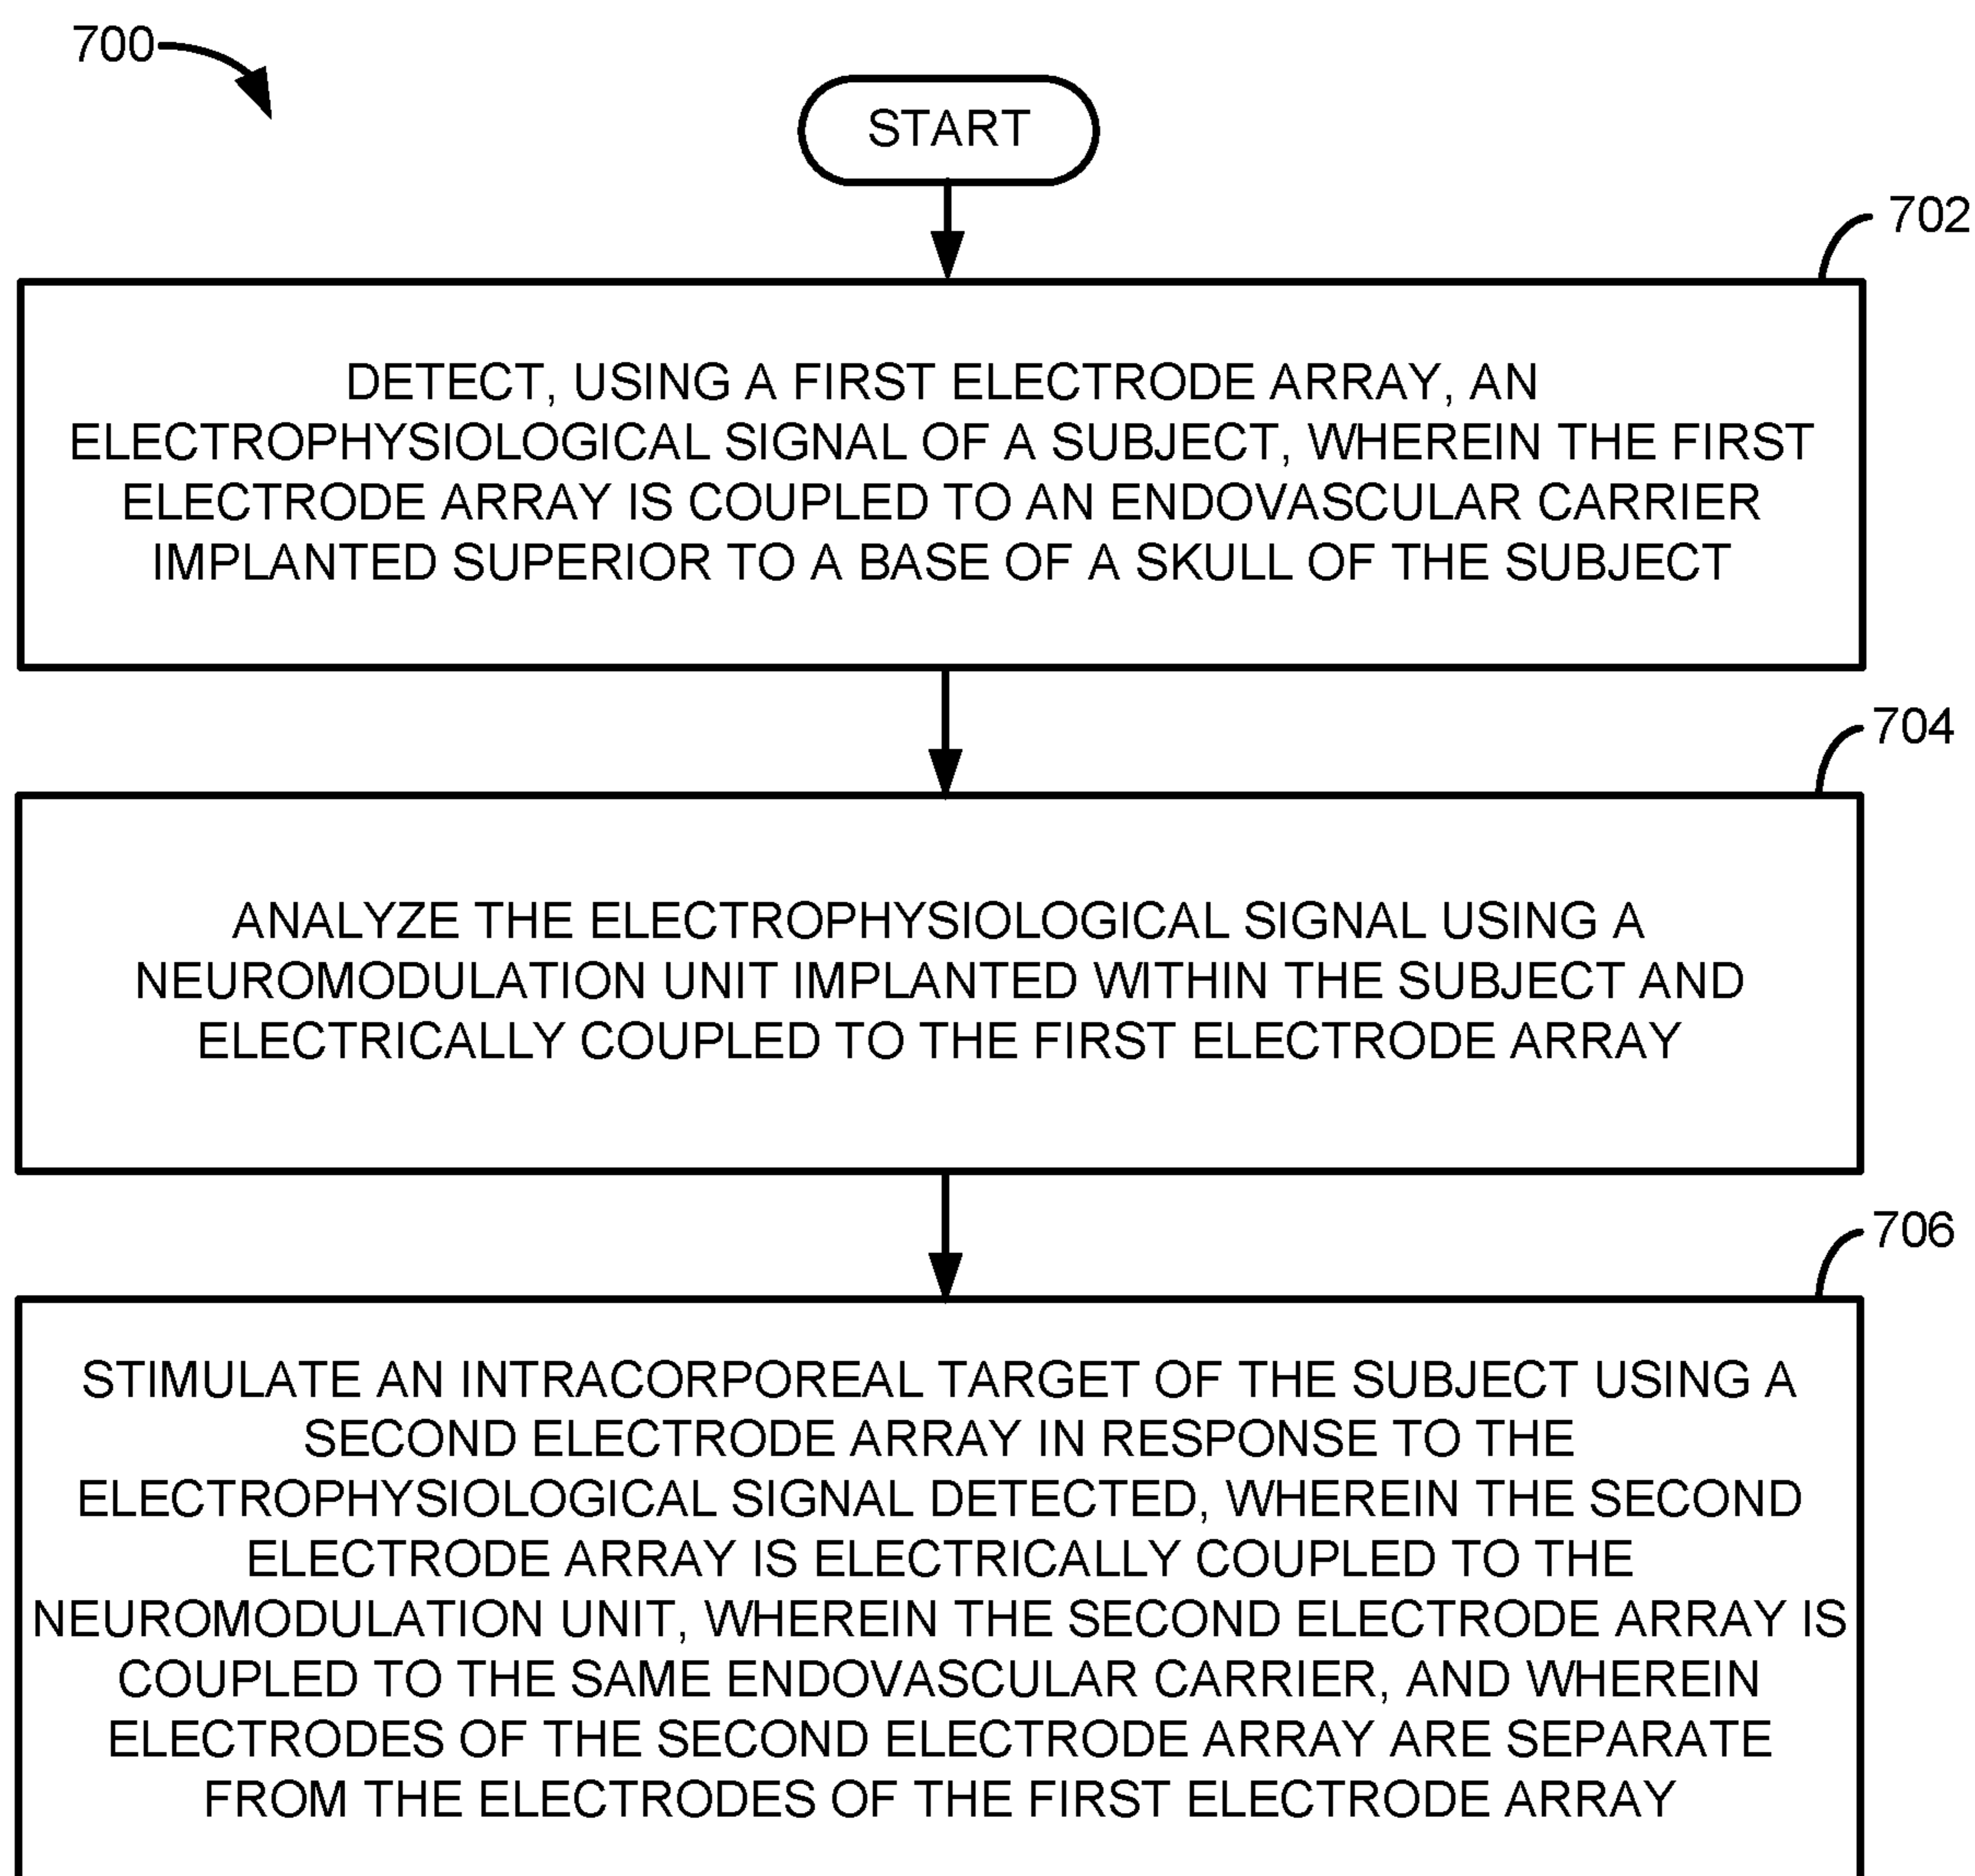 700
START
702
DETECT, USING A FIRST ELECTRODE ARRAY, AN
ELECTROPHYSIOLOGICAL SIGNAL OF A SUBJECT, WHEREIN THE FIRST
ELECTRODE ARRAY IS COUPLED TO AN ENDOVASCULAR CARRIER
IMPLANTED SUPERIOR TO A BASE OF A SKULL OF THE SUBJECT
704
ANALYZE THE ELECTROPHYSIOLOGICAL SIGNAL USING A
NEUROMODULATION UNIT IMPLANTED WITHIN THE SUBJECT AND
ELECTRICALLY COUPLED TO THE FIRST ELECTRODE ARRAY
706
STIMULATE AN INTRACORPOREAL TARGET OF THE SUBJECT USING A
SECOND ELECTRODE ARRAY IN RESPONSE TO THE
ELECTROPHYSIOLOGICAL SIGNAL DETECTED, WHEREIN THE SECOND
ELECTRODE ARRAY IS ELECTRICALLY COUPLED TO THE
NEUROMODULATION UNIT, WHEREIN THE SECOND ELECTRODE ARRAY IS
COUPLED TO THE SAME ENDOVASCULAR CARRIER, AND WHEREIN
ELECTRODES OF THE SECOND ELECTRODE ARRAY ARE SEPARATE
FROM THE ELECTRODES OF THE FIRST ELECTRODE ARRAY